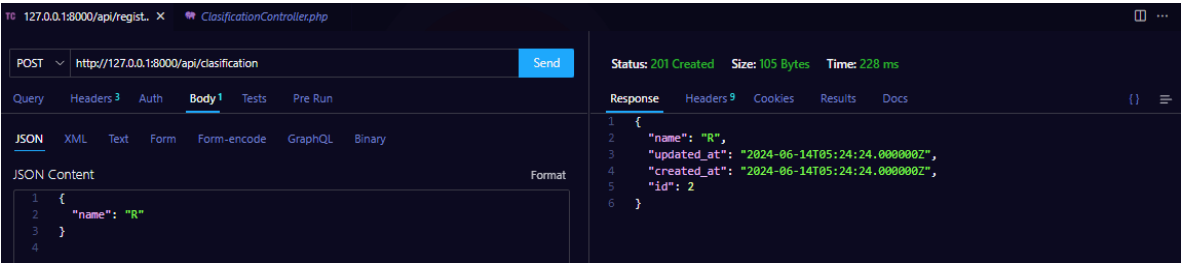 TC 127.0.0.1:8000/api/regist.. X ClasificationController.php ...
POST http://127.0.0.1:8000/api/clasification Send
Query Headers 3 Auth Body 1 Tests Pre Run
JSON XML Text Form Form-encode GraphQL Binary
JSON Content Format
1 {
2 "name": "R"
3 }
4
Status: 201 Created Size: 105 Bytes Time: 228 ms
Response Headers 9 Cookies Results Docs {}
1 {
2 "name": "R",
3 "updated_at": "2024-06-14T05:24:24.000000Z",
4 "created_at": "2024-06-14T05:24:24.000000Z",
5 "id": 2
6 }